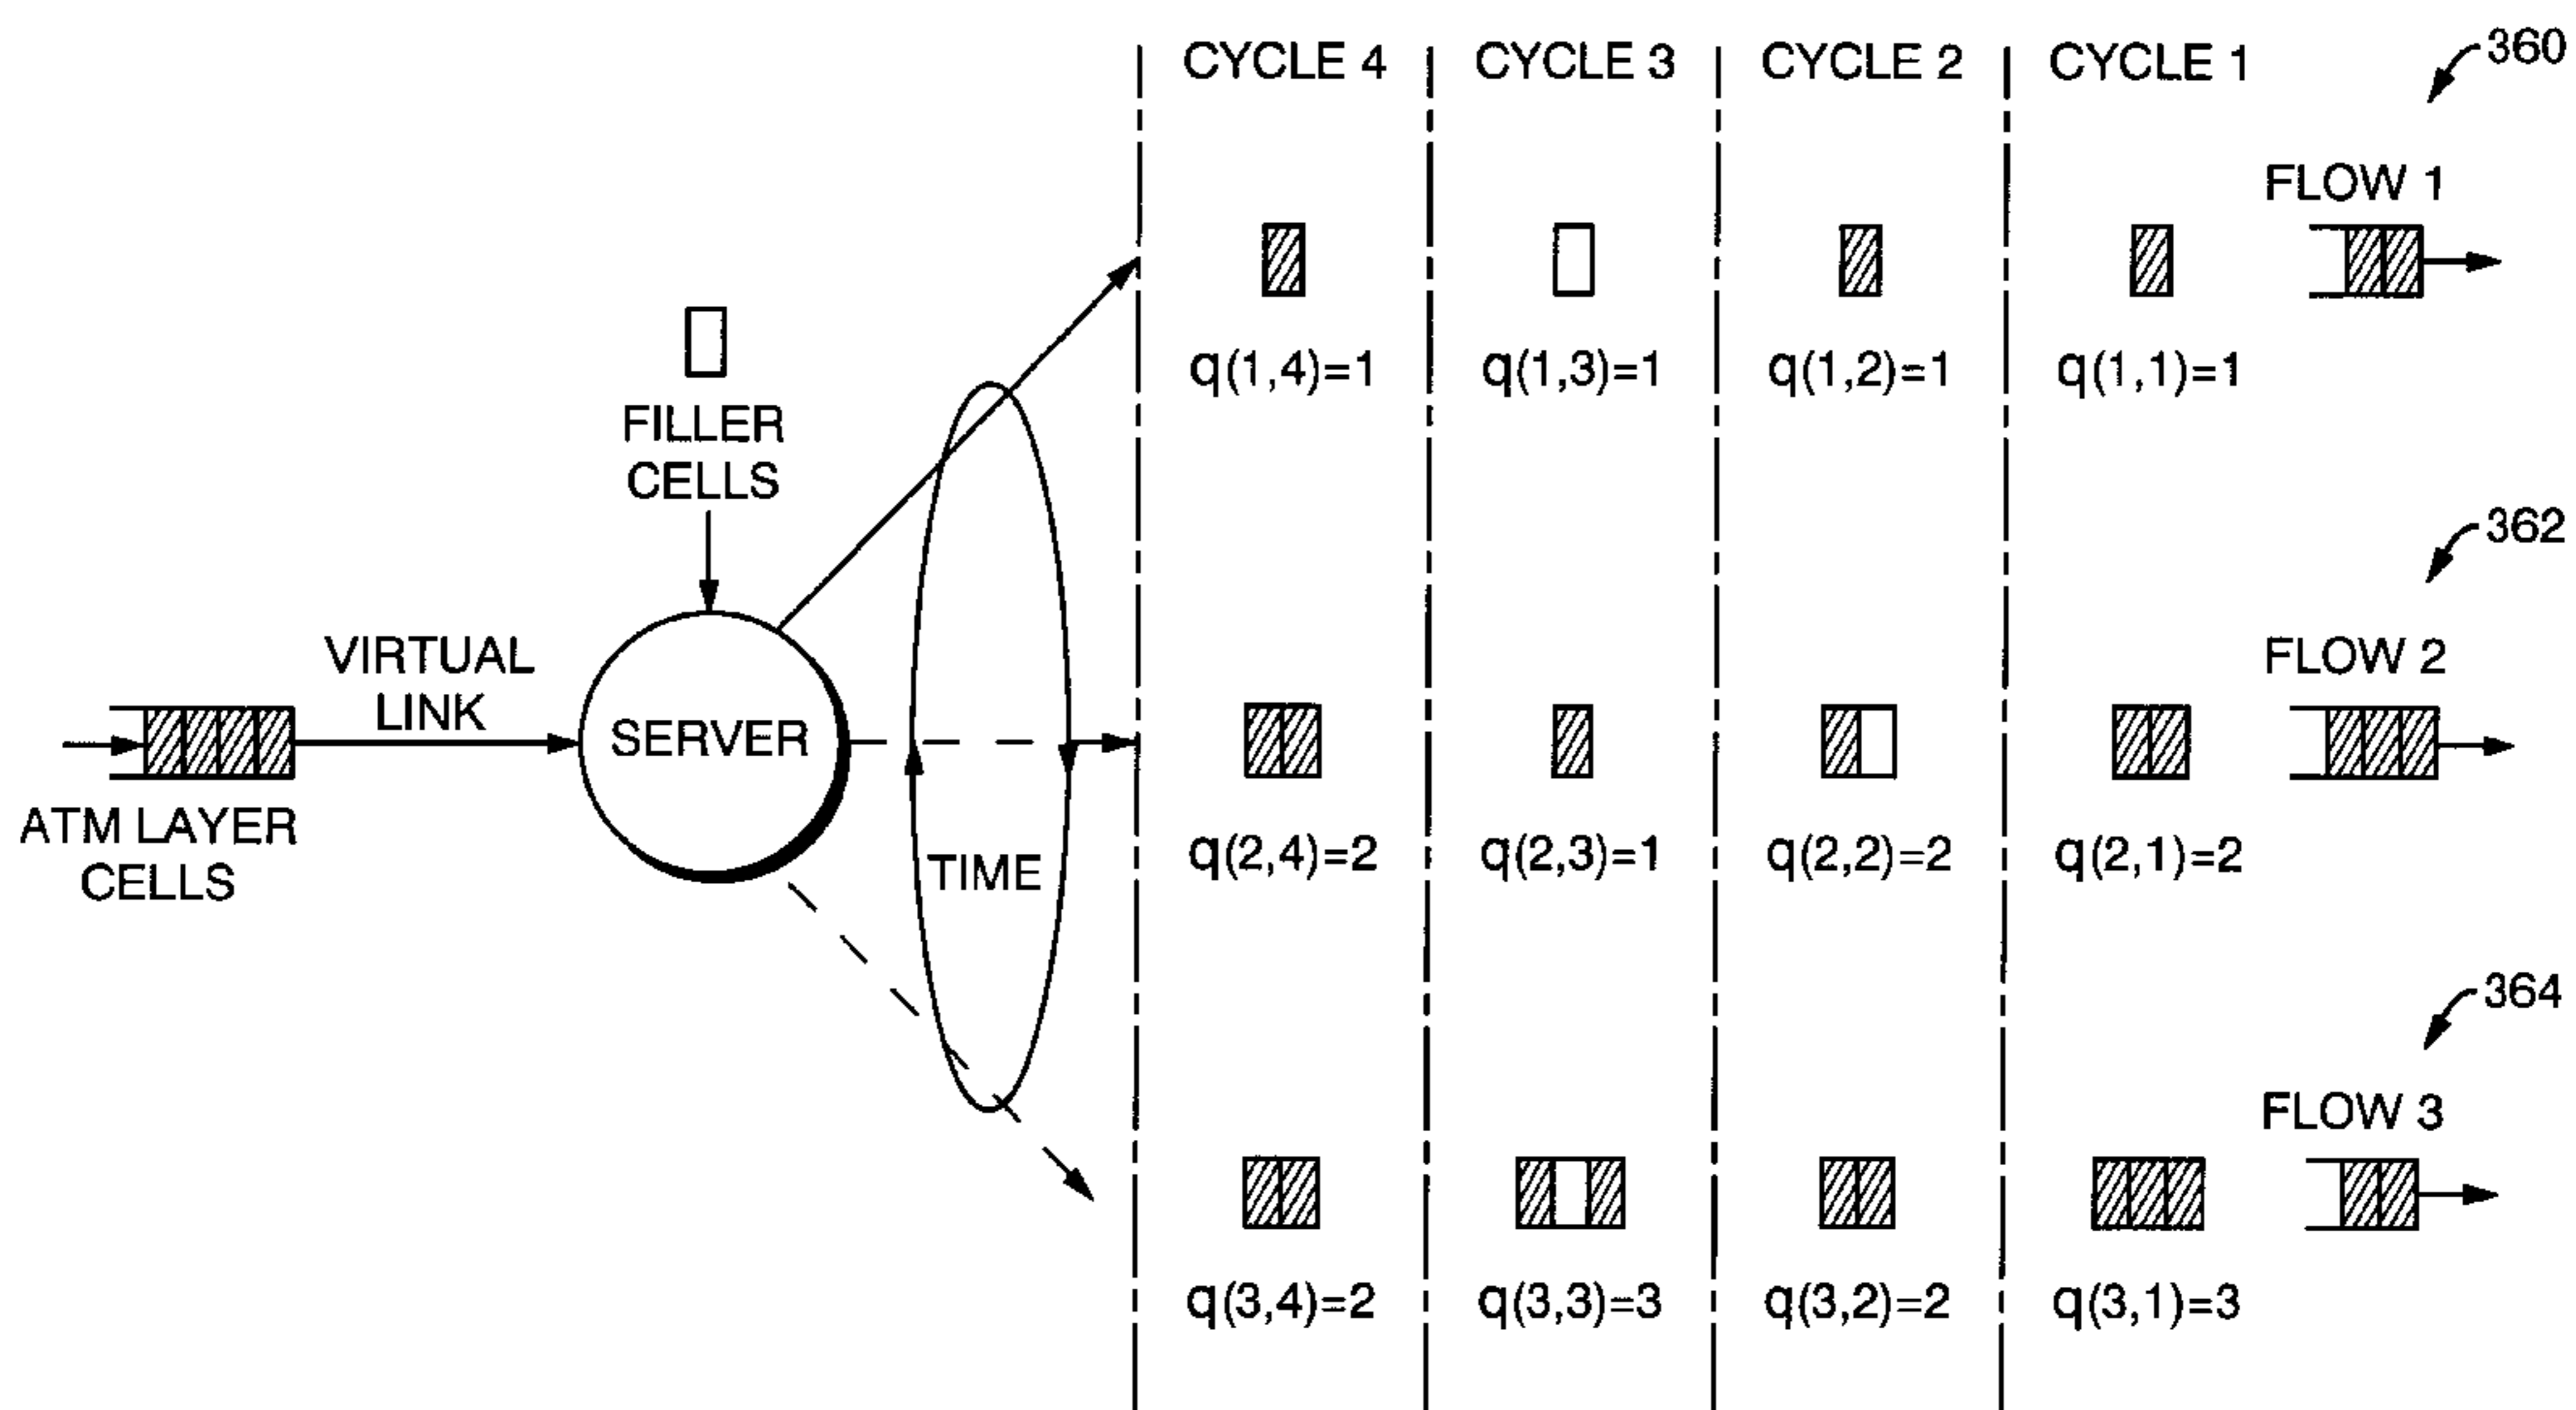 CYCLE 4 CYCLE 3 CYCLE 2 CYCLE 1
360
FLOW 1
q(1,4)=1 q(1,3)=1 q(1,2)=1 q(1,1)=1
FILLER
CELLS
362
VIRTUAL
LINK
SERVER
FLOW 2
ATM LAYER
CELLS
TIME
q(2,4)=2 q(2,3)=1 q(2,2)=2 q(2,1)=2
364
FLOW 3
q(3,4)=2 q(3,3)=3 q(3,2)=2 q(3,1)=3